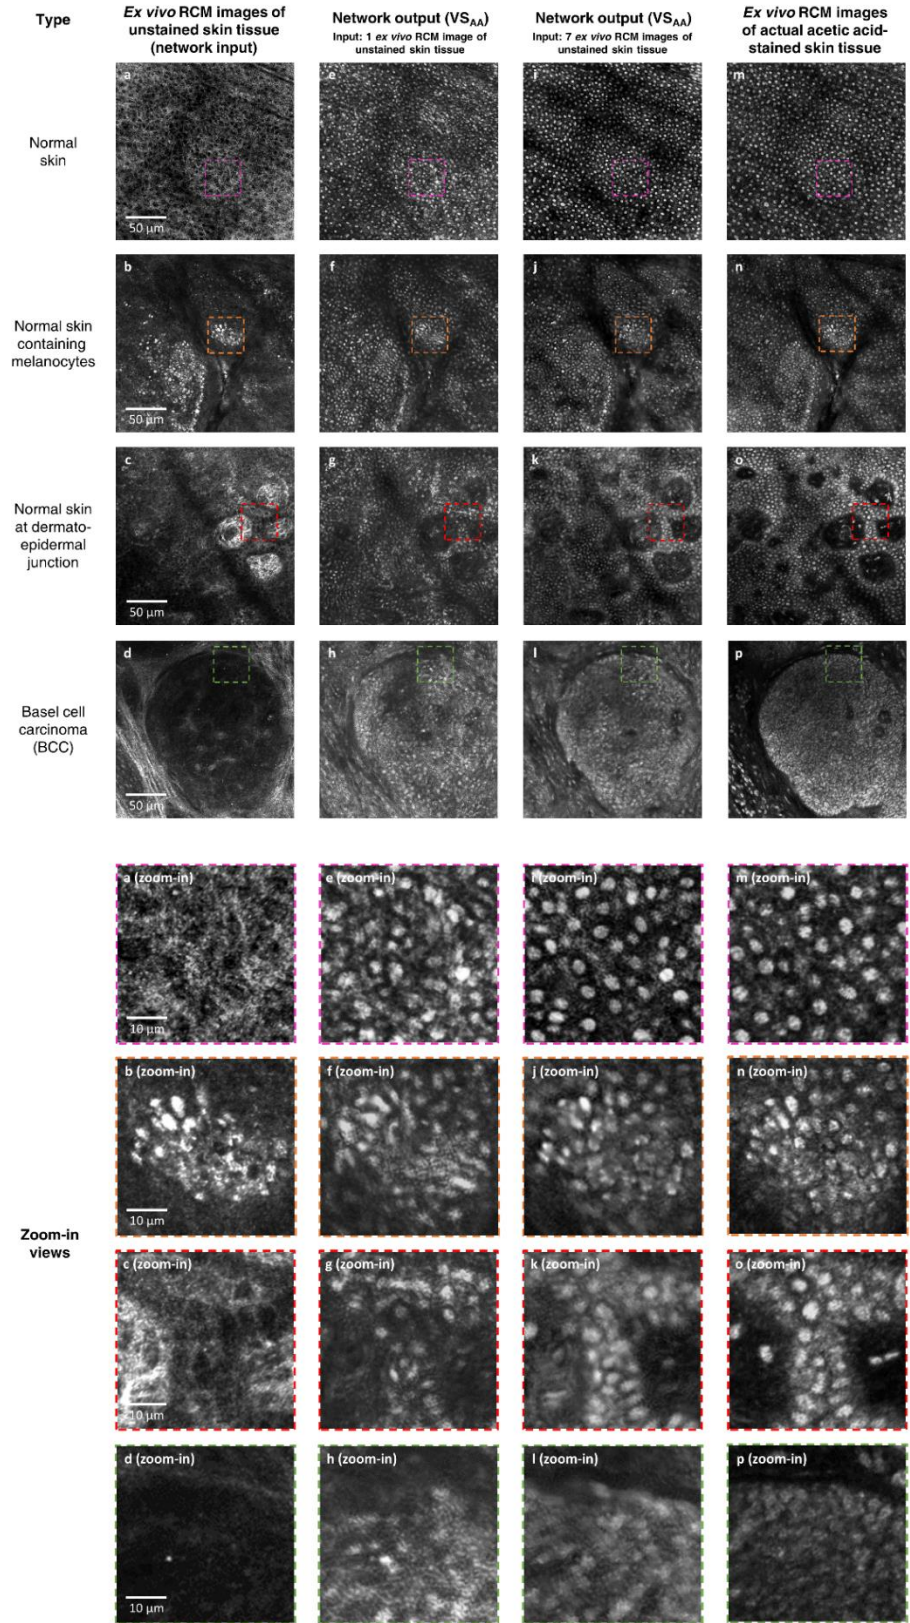 Type
Ex vivo RCM images of
unstained skin tissue
(network input)
Network output (VSAA)
Input: 1 ex vivo RCM image of
unstained skin tissue
Network output (VSAA)
Input: 7 ex vivo RCM images of
unstained skin tissue
Ex vivo RCM images
of actual acetic acid-
stained skin tissue
Normal
skin
a
50 µm
e
i
m
Normal skin
containing
melanocytes
b
50 µm
f
j
n
Normal skin
at dermato-
epidermal
junction
c
50 µm
g
k
o
Basel cell
carcinoma
(BCC)
d
50 µm
h
l
p
Zoom-in
views
a (zoom-in)
10 µm
e (zoom-in)
i (zoom-in)
m (zoom-in)
b (zoom-in)
10 µm
f (zoom-in)
j (zoom-in)
n (zoom-in)
c (zoom-in)
10 µm
g (zoom-in)
k (zoom-in)
o (zoom-in)
d (zoom-in)
10 µm
h (zoom-in)
l (zoom-in)
p (zoom-in)